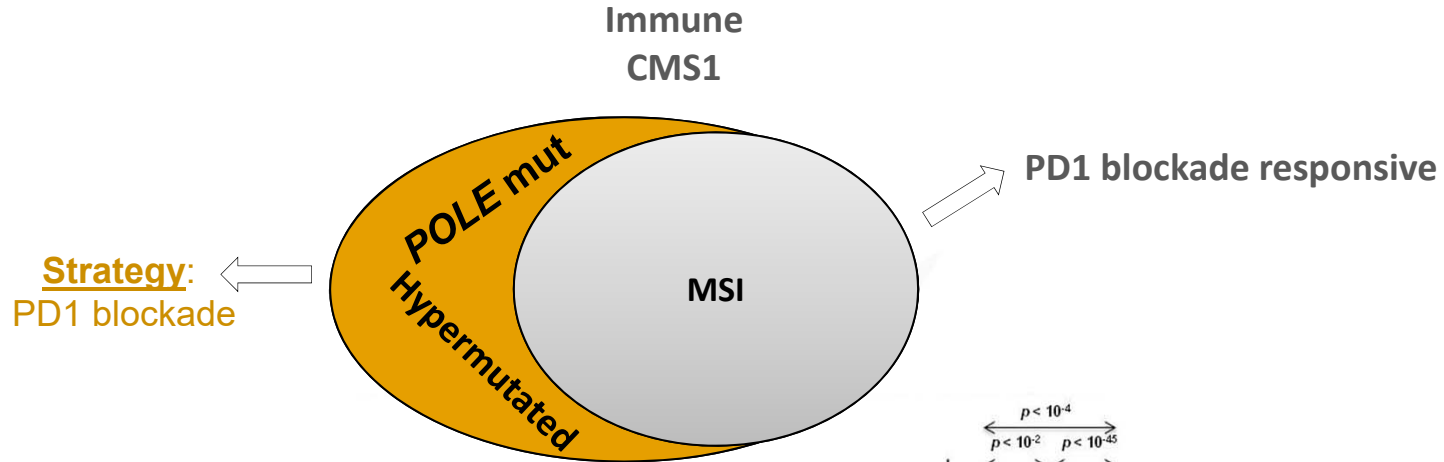 Immune
CMS1
POLE mut
PD1 blockade responsive
Strategy:
PD1 blockade
MSI
Hypermutated
p < 10-4
p < 10-2 p < 10-45